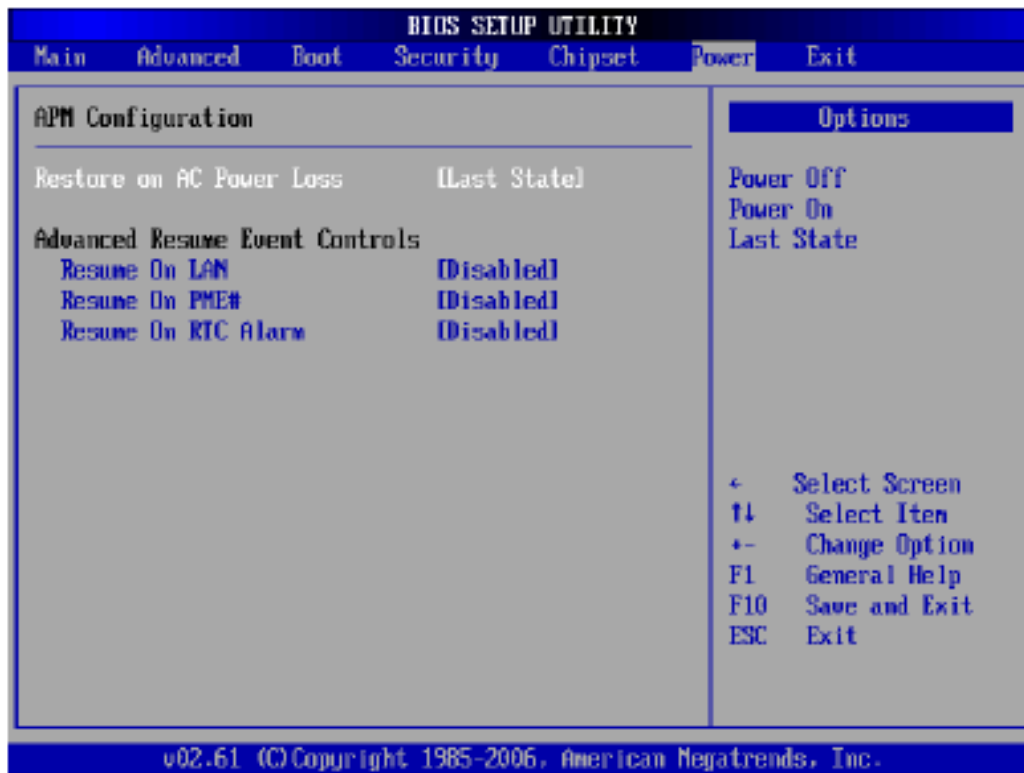 BIOS SETUP UTILITY
Main Advanced Boot Security Chipset Power Exit
APM Configuration
Restore on AC Power Loss [Last State]
Advanced Resume Event Controls
Resume On LAN [Disabled]
Resume On PME# [Disabled]
Resume On RTC Alarm [Disabled]
Options
Power Off
Power On
Last State
← Select Screen
↑↓ Select Item
+- Change Option
F1 General Help
F10 Save and Exit
ESC Exit
v02.61 (C)Copyright 1985-2006, American Megatrends, Inc.